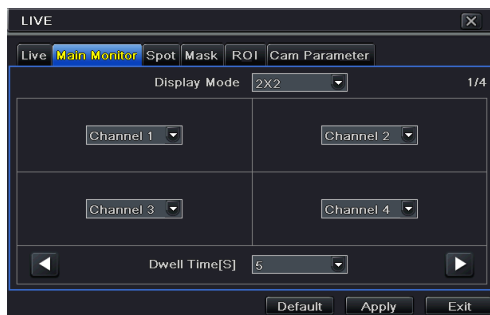 LIVE
Live Main Monitor Spot Mask ROI Cam Parameter
Display Mode 2X2 1/4
Channel 1 Channel 2
Channel 3 Channel 4
Dwell Time[S] 5
Default Apply Exit